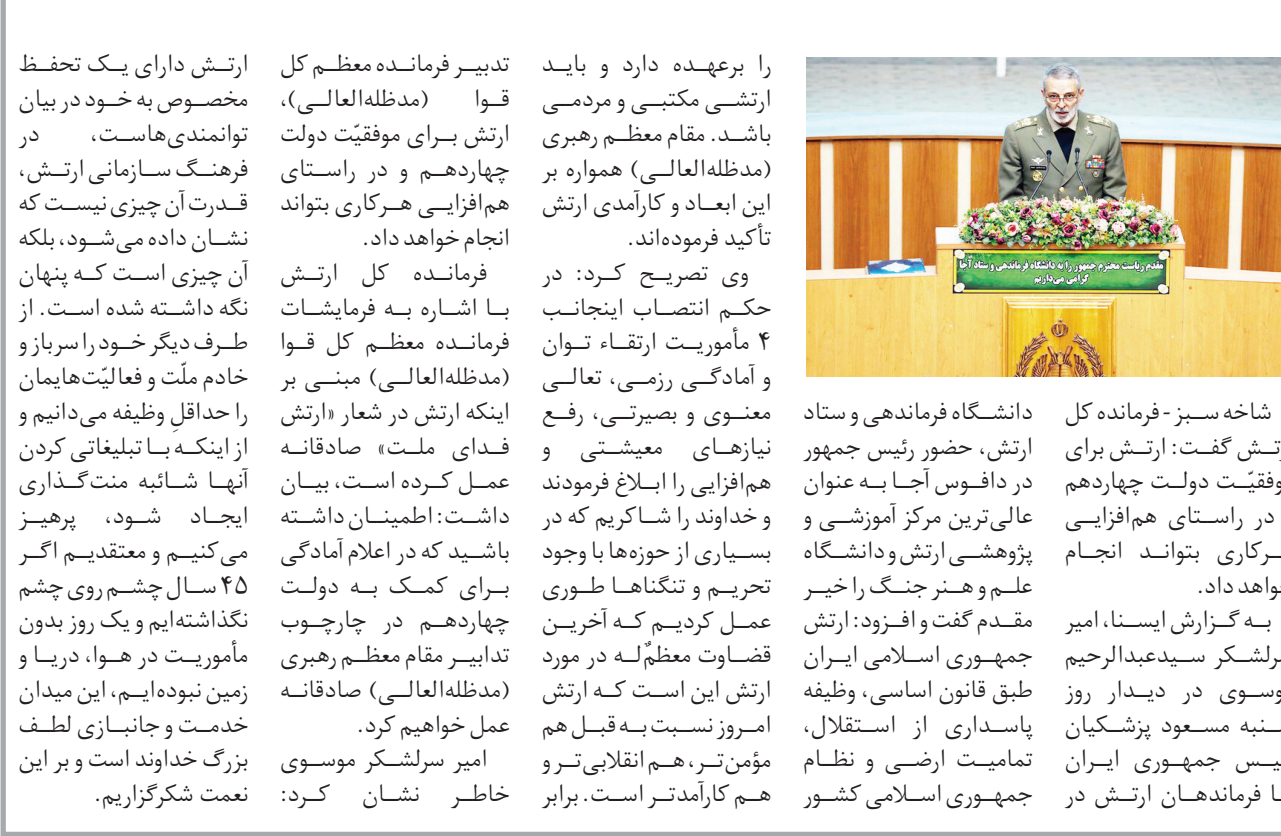 مقدم ریاست محترم جمهور را به دانشگاه فرماندهی و ستاد آجا
گرامی می‌داریم
شاخه سبز - فرمانده کل
گفت: ارتش برای
دولت چهاردهم
در راستای هم‌افزایی
بتواند انجام
داد.
به گزارش ایسنا، امیر
سیدعبدالرحیم
در دیدار روز
مسعود پزشکیان
جمهوری ایران
فرماندهان ارتش در
دانشگاه فرماندهی و ستاد
ارتش، حضور رئیس جمهور
در دافوس آجا به عنوان
عالی‌ترین مرکز آموزشی و
پژوهشی ارتش و دانشگاه
علم و هنر جنگ را خیر
مقدم گفت و افزود: ارتش
جمهوری اسلامی ایران
طبق قانون اساسی، وظیفه
پاسداری از استقلال،
تمامیت ارضی و نظام
جمهوری اسلامی کشور
را برعهده دارد و باید
ارتشی مکتبی و مردمی
باشد. مقام معظم رهبری
(مدظله‌العالی) همواره بر
این ابعاد و کارآمدی ارتش
تأکید فرموده‌اند.
وی تصریح کرد: در
حکم انتصاب اینجانب
۴ مأموریت ارتقاء توان
و آمادگی رزمی، تعالی
معنوی و بصیرتی، رفع
نیازهای معیشتی و
هم‌افزایی را ابلاغ فرمودند
و خداوند را شاکریم که در
بسیاری از حوزه‌ها با وجود
تحریم و تنگناها طوری
عمل کردیم که آخرین
قضاوت معظمٌ‌له در مورد
ارتش این است که ارتش
امروز نسبت به قبل هم
مؤمن‌تر، هم انقلابی‌تر و
هم کارآمدتر است. برابر
تدبیر فرمانده معظم کل
قوا (مدظله‌العالی)،
ارتش برای موفقیّت دولت
چهاردهم و در راستای
هم‌افزایی هرکاری بتواند
انجام خواهد داد.
فرمانده کل ارتش
با اشاره به فرمایشات
فرمانده معظم کل قوا
(مدظله‌العالی) مبنی بر
اینکه ارتش در شعار «ارتش
فدای ملت» صادقانه
عمل کرده است، بیان
داشت: اطمینان داشته
باشید که در اعلام آمادگی
برای کمک به دولت
چهاردهم در چارچوب
تدابیر مقام معظم رهبری
(مدظله‌العالی) صادقانه
عمل خواهیم کرد.
امیر سرلشکر موسوی
خاطر نشان کرد:
ارتش دارای یک تحفظ
مخصوص به خود در بیان
توانمندی‌هاست، در
فرهنگ سازمانی ارتش،
قدرت آن چیزی نیست که
نشان داده می‌شود، بلکه
آن چیزی است که پنهان
نگه داشته شده است. از
طرف دیگر خود را سرباز و
خادم ملّت و فعالیّت‌هایمان
را حداقلِ وظیفه می‌دانیم و
از اینکه با تبلیغاتی کردن
آنها شائبه منت‌گذاری
ایجاد شود، پرهیز
می‌کنیم و معتقدیم اگر
۴۵ سال چشم روی چشم
نگذاشته‌ایم و یک روز بدون
مأموریت در هوا، دریا و
زمین نبوده‌ایم، این میدان
خدمت و جانبازی لطف
بزرگ خداوند است و بر این
نعمت شکرگزاریم.